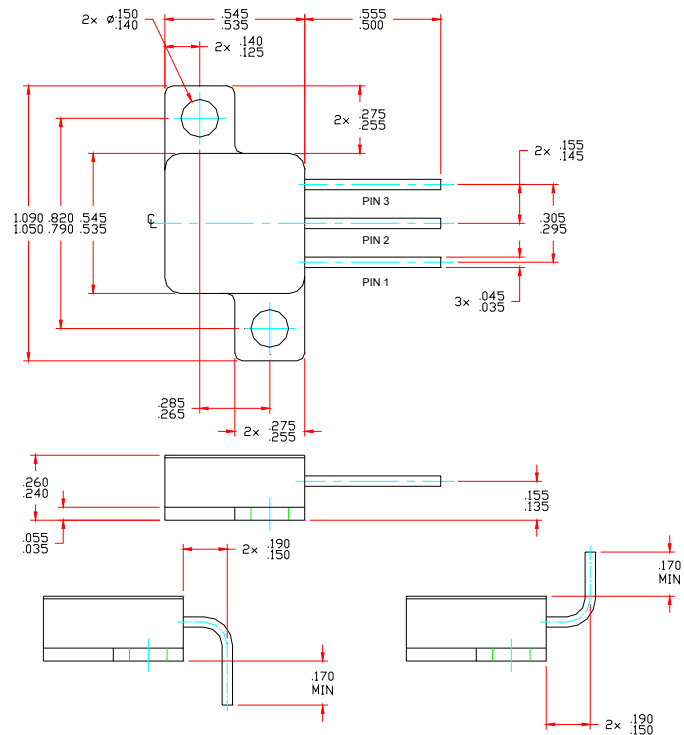 2x ø.150
.140
.545
.535
.555
.500
2x .140
.125
2x .275
.255
2x .155
.145
PIN 3
1.090 .820 .545
1.050 .790 .535
℄
.305
.295
PIN 2
PIN 1
3x .045
.035
.285
.265
2x .275
.255
.260
.240
.155
.135
.055
.035
2x .190
.150
.170
MIN
.170
MIN
2x .190
.150